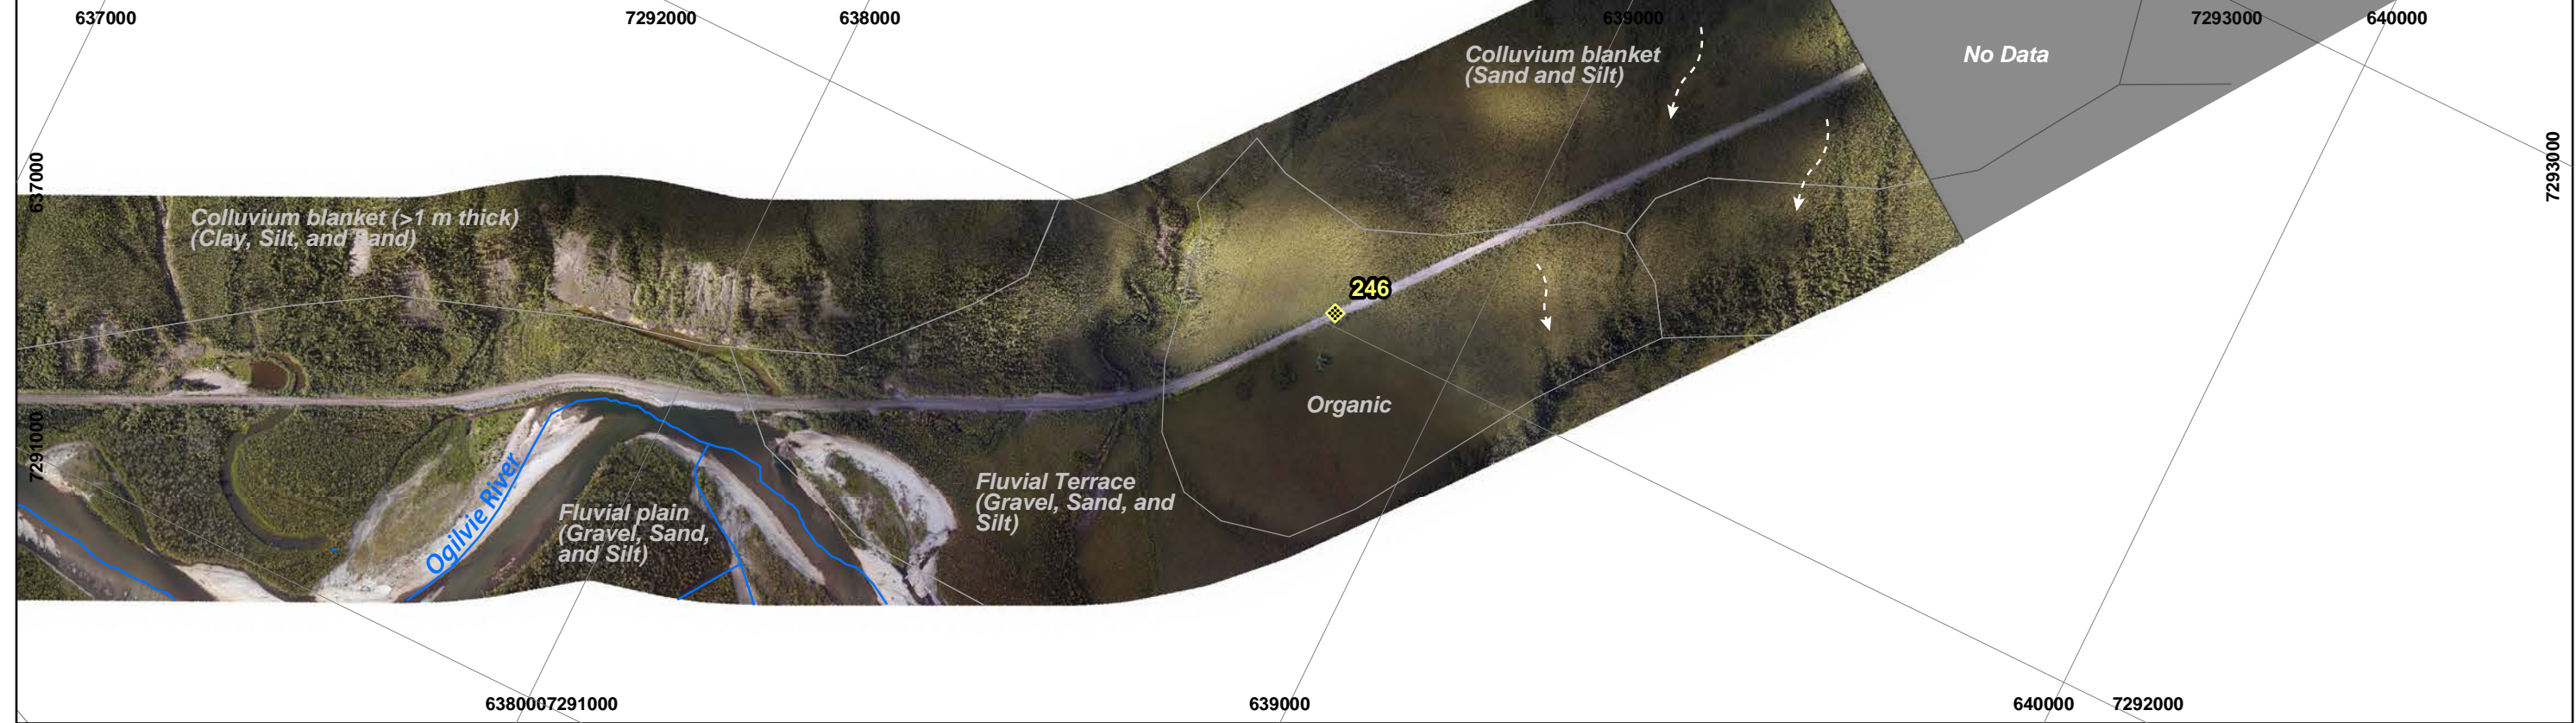 637000
7292000
638000
639000
7293000
640000
Colluvium blanket
(Sand and Silt)
No Data
637000
7293000
Colluvium blanket (>1 m thick)
(Clay, Silt, and Sand)
246
Organic
7291000
Ogilvie River
Fluvial plain
(Gravel, Sand,
and Silt)
Fluvial Terrace
(Gravel, Sand, and
Silt)
638000
7291000
639000
640000
7292000